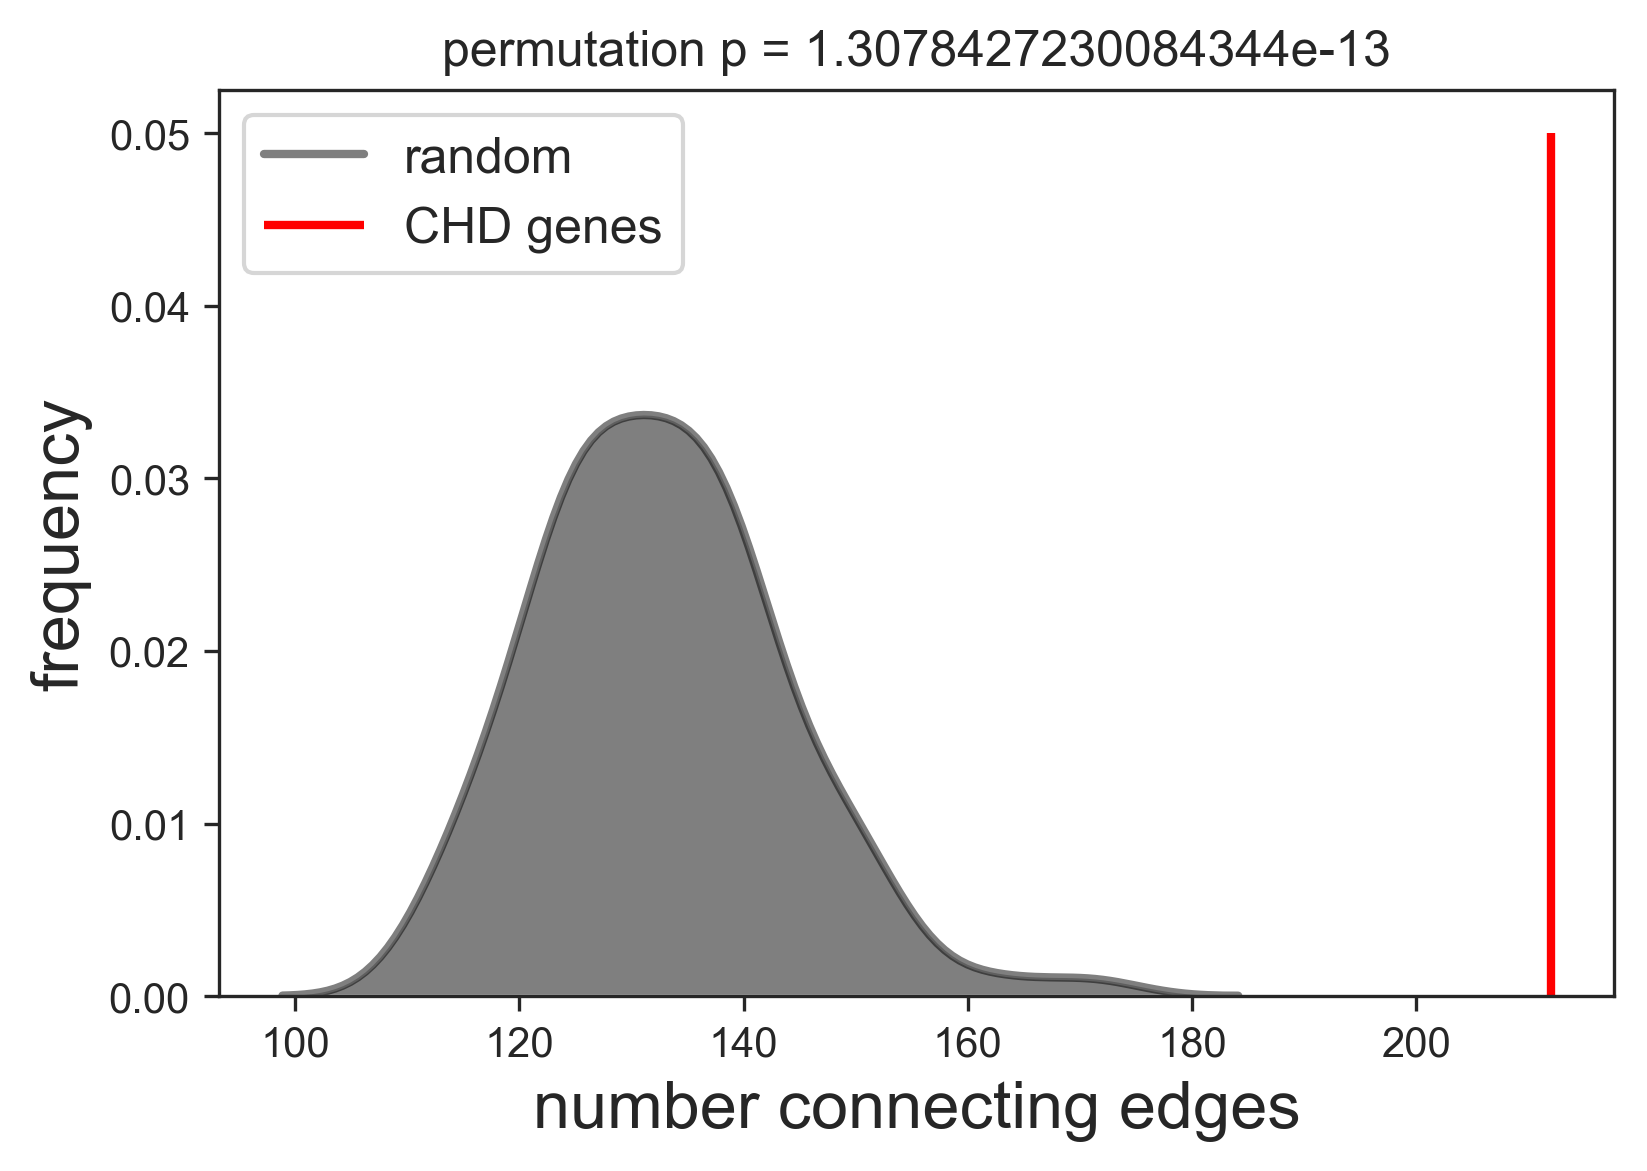 permutation p = 1.3078427230084344e-13
random
CHD genes
0.05
0.04
0.03
0.02
0.01
0.00
frequency
100 120 140 160 180 200
number connecting edges